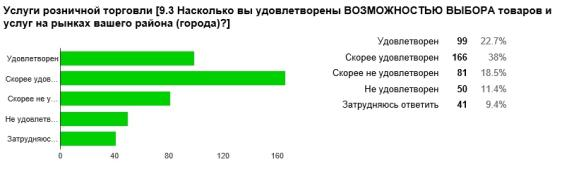 Услуги розничной торговли [9.3 Насколько вы удовлетворены ВОЗМОЖНОСТЬЮ ВЫБОРА товаров и
услуг на рынках вашего района (города)?]
Удовлетворен
Скорее удов...
Скорее не у...
Не удовлетв...
Затрудняюс...
0 40 80 120 160
Удовлетворен 99 22.7%
Скорее удовлетворен 166 38%
Скорее не удовлетворен 81 18.5%
Не удовлетворен 50 11.4%
Затрудняюсь ответить 41 9.4%